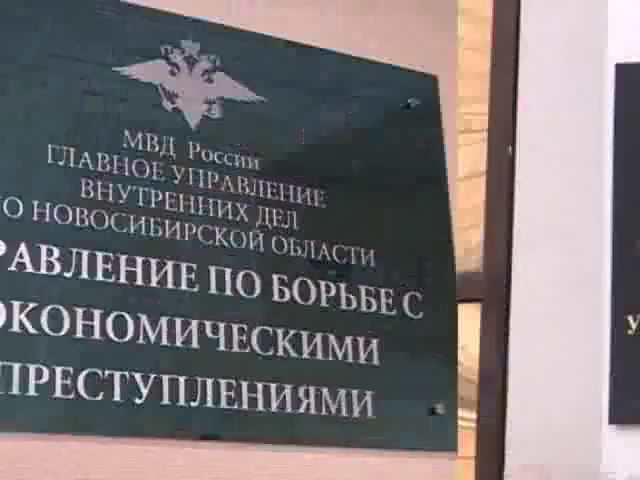 МВД России
ГЛАВНОЕ УПРАВЛЕНИЕ
ВНУТРЕННИХ ДЕЛ
О НОВОСИБИРСКОЙ ОБЛАСТИ
РАВЛЕНИЕ ПО БОРЬБЕ С
ЭКОНОМИЧЕСКИМИ
ПРЕСТУПЛЕНИЯМИ
У